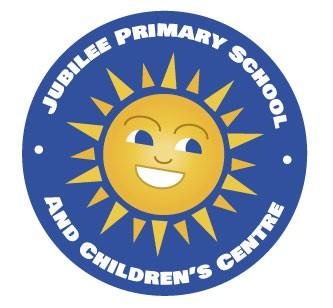 JUBILEE PRIMARY SCHOOL
AND CHILDREN'S CENTRE